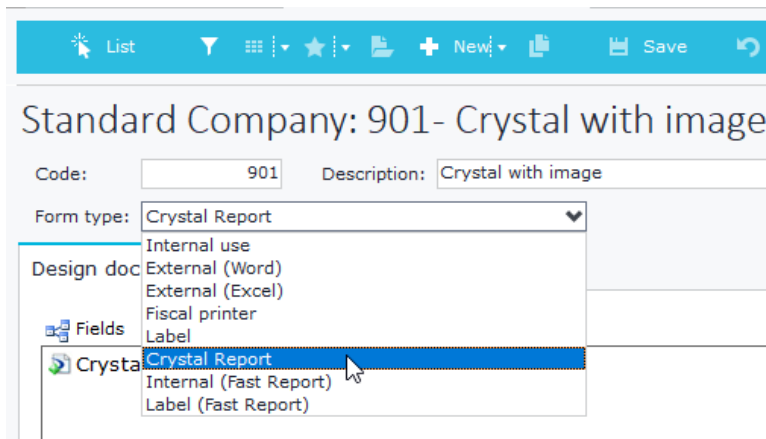 List New Save
Standard Company: 901- Crystal with image
Code: 901 Description: Crystal with image
Form type: Crystal Report
Internal use
Design doc External (Word)
External (Excel)
Fiscal printer
Fields Label
Crysta Crystal Report
Internal (Fast Report)
Label (Fast Report)